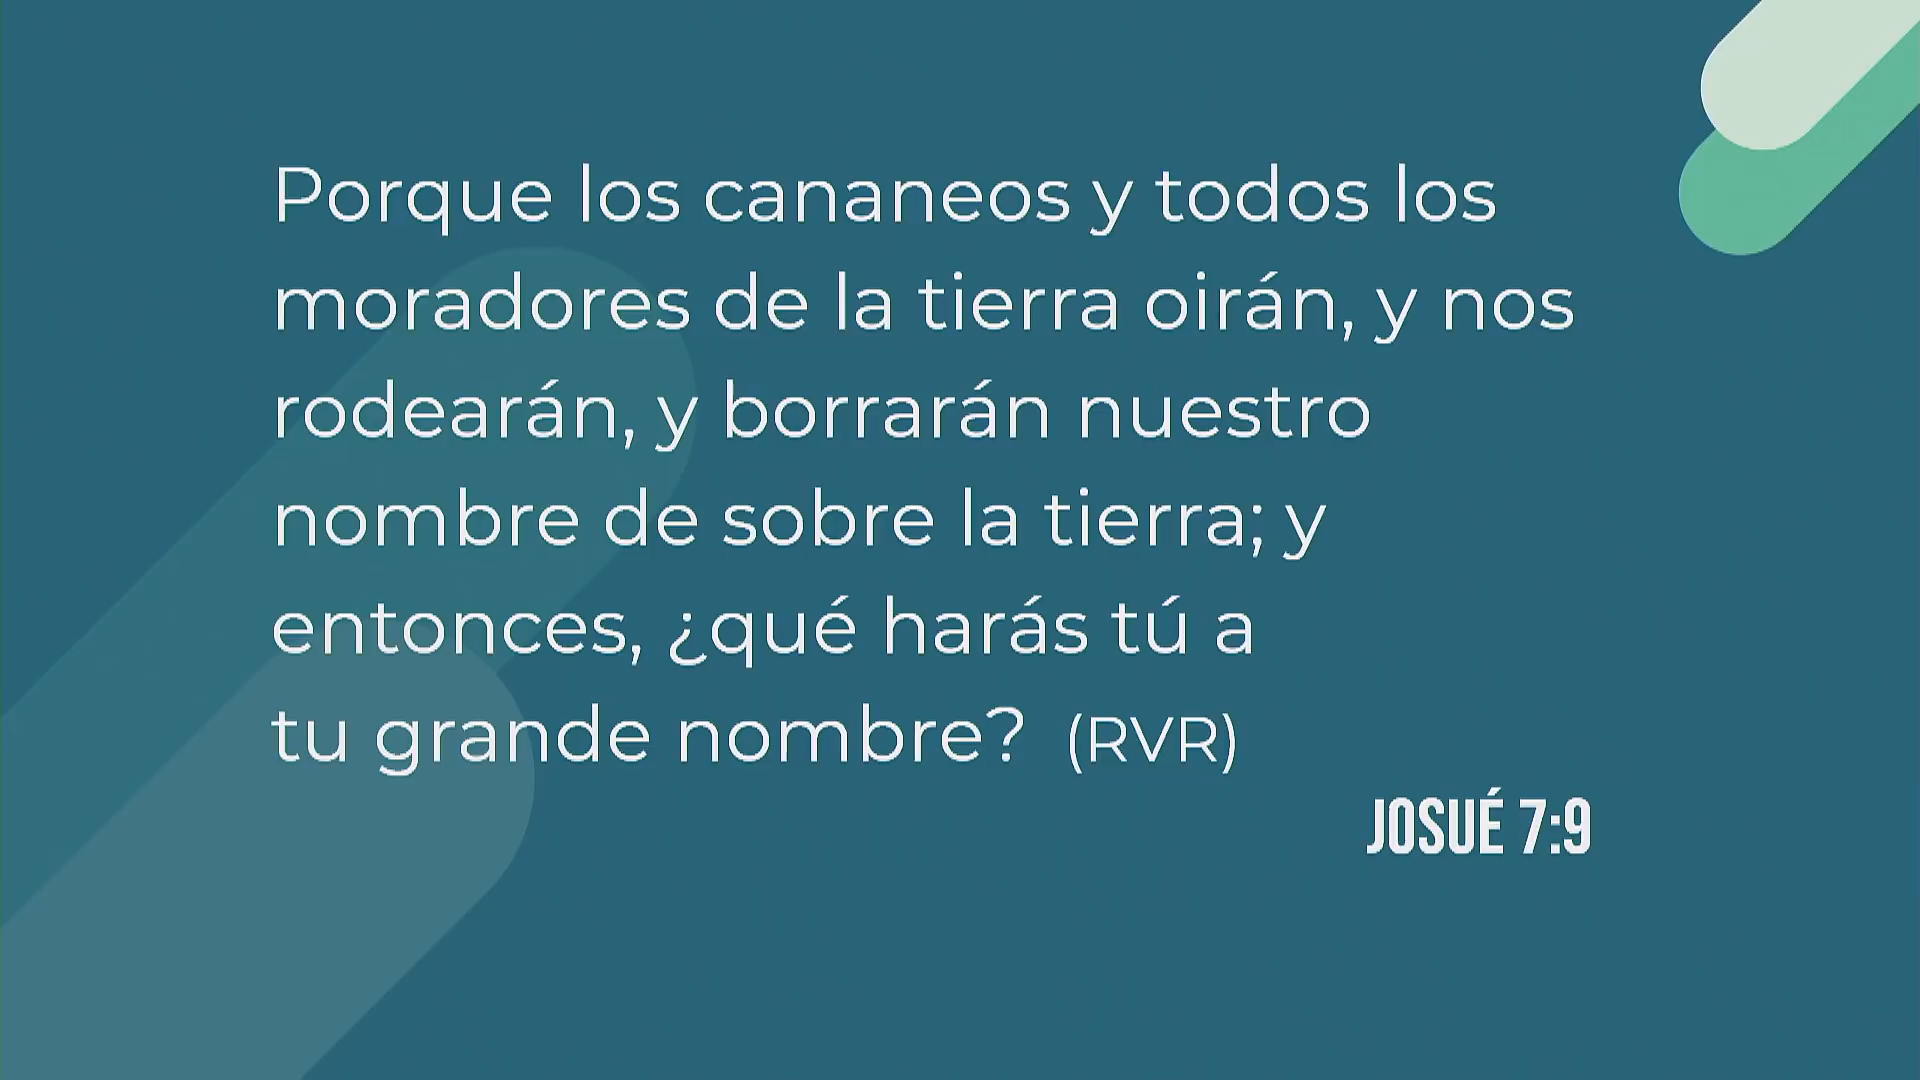 Porque los cananeos y todos los
moradores de la tierra oirán, y nos
rodearán, y borrarán nuestro
nombre de sobre la tierra; y
entonces, ¿qué harás tú a
tu grande nombre? (RVR)
JOSUÉ 7:9